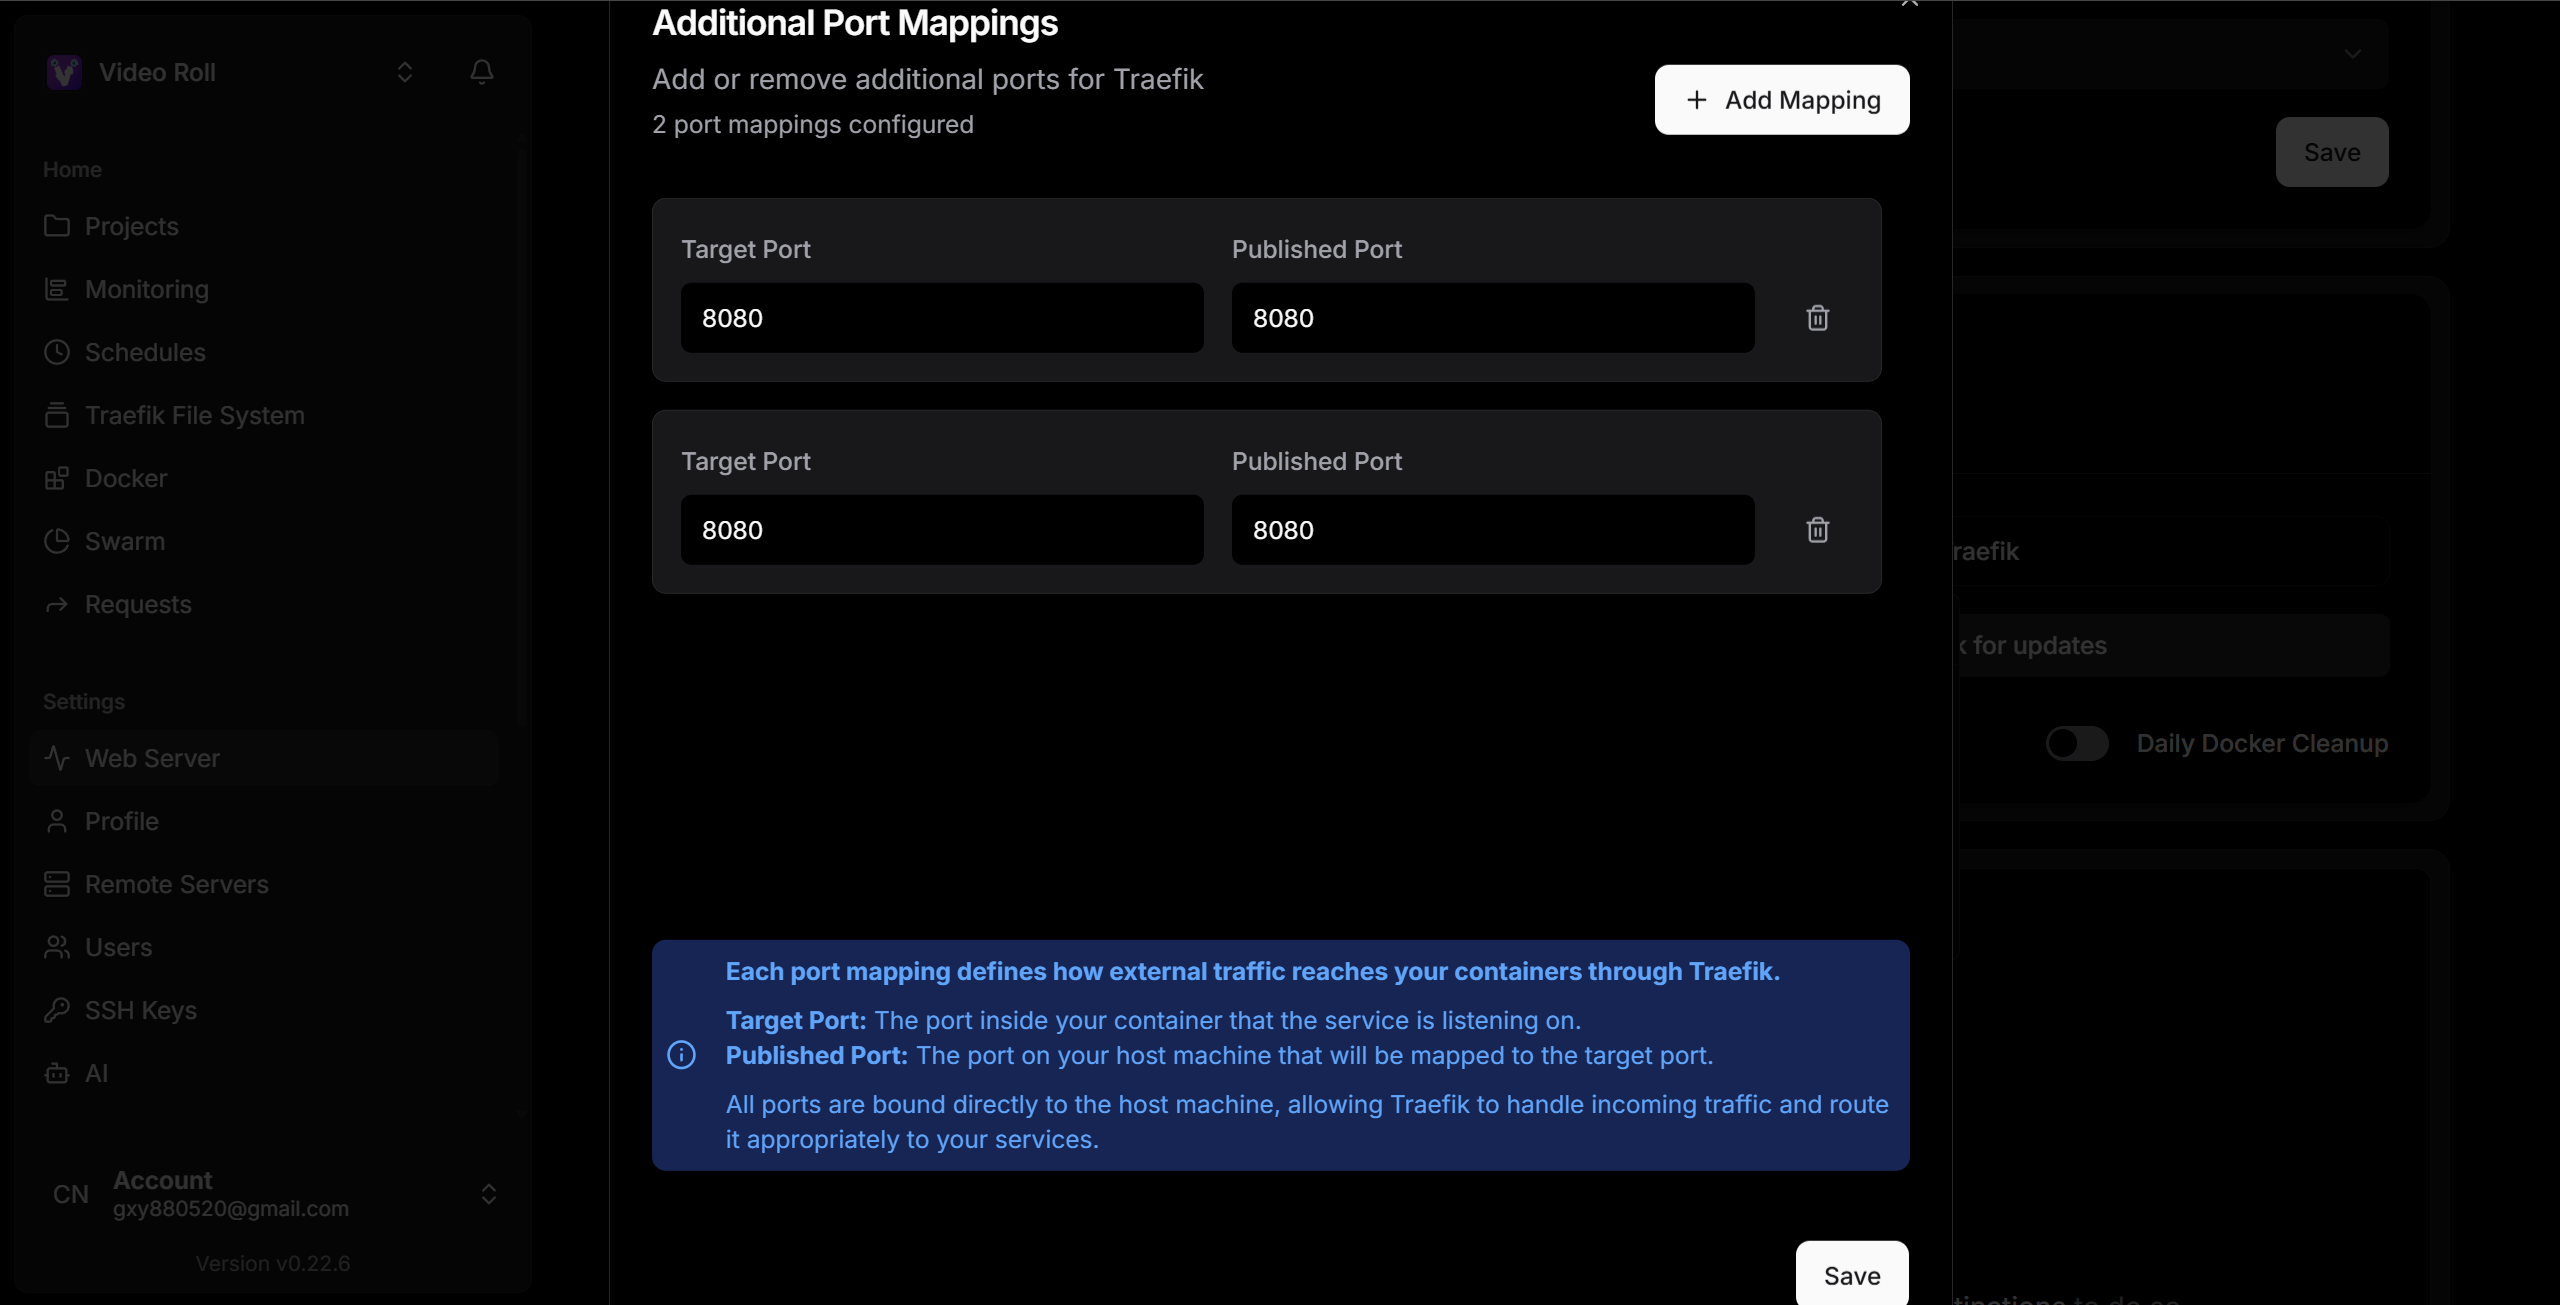 Video Roll
Home
Projects
Monitoring
Schedules
Traefik File System
Docker
Swarm
Requests
Settings
Web Server
Profile
Remote Servers
Users
SSH Keys
AI
CN
Account
gxy880520@gmail.com
Version v0.22.6
Additional Port Mappings
Add or remove additional ports for Traefik
2 port mappings configured
Add Mapping
Target Port
Published Port
8080
8080
Target Port
Published Port
8080
8080
Each port mapping defines how external traffic reaches your containers through Traefik.
Target Port: The port inside your container that the service is listening on.
Published Port: The port on your host machine that will be mapped to the target port.
All ports are bound directly to the host machine, allowing Traefik to handle incoming traffic and route
it appropriately to your services.
Save
Save
raefik
k for updates
Daily Docker Cleanup